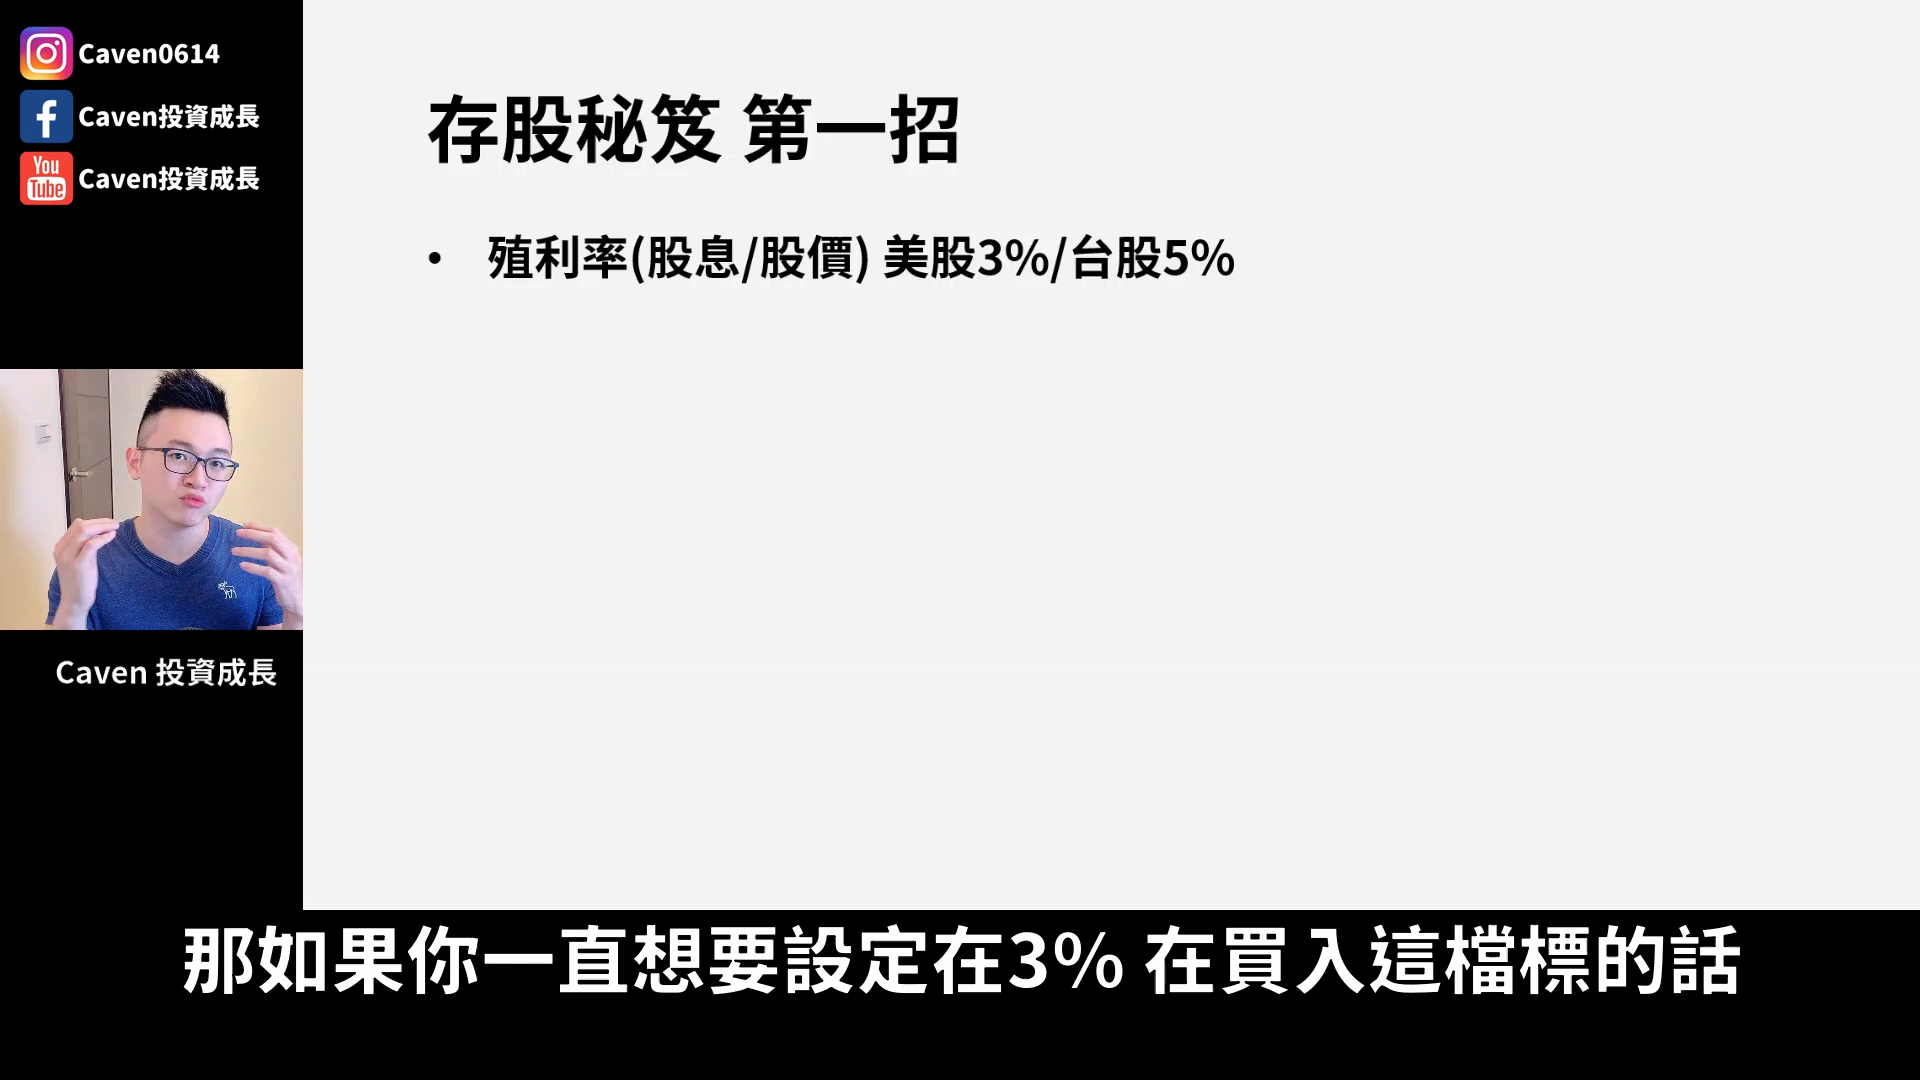 Caven0614
Caven投資成長
You
Tube
Caven投資成長
存股秘笈 第一招
• 殖利率(股息/股價) 美股3%/台股5%
Caven 投資成長
那如果你一直想要設定在3% 在買入這檔標的話